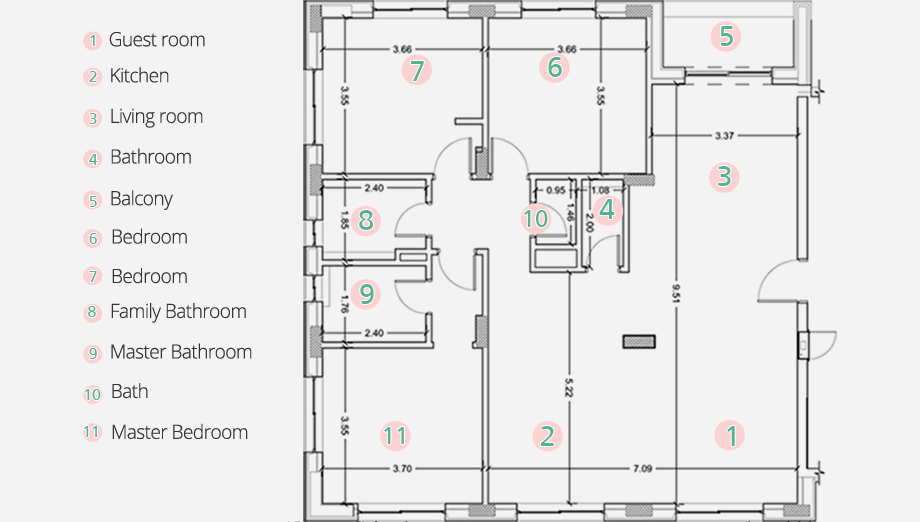 1 Guest room
2 Kitchen
3 Living room
4 Bathroom
5 Balcony
6 Bedroom
7 Bedroom
8 Family Bathroom
9 Master Bathroom
10 Bath
11 Master Bedroom
5
3.66
3.66
7
6
3.55
3.55
3.37
3
2.40
0.95
1.08
8
1.85
10
1.46
2.00
4
9
1.76
9.51
2.40
5.22
3.55
11
2
1
3.70
7.09